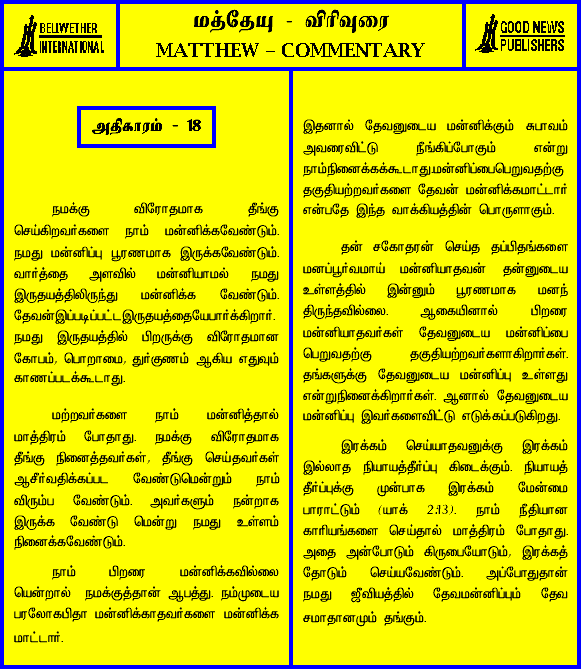 BELLWETHER
INTERNATIONAL
மத்தேயு - விரிவுரை
MATTHEW – COMMENTARY
GOOD NEWS
PUBLISHERS
அதிகாரம் - 18
நமக்கு விரோதமாக தீங்கு
செய்கிறவர்களை நாம் மன்னிக்கவேண்டும்.
நமது மன்னிப்பு பூரணமாக இருக்கவேண்டும்.
வார்த்தை அளவில் மன்னியாமல் நமது
இருதயத்திலிருந்து மன்னிக்க வேண்டும்.
தேவன்இப்படிப்பட்டஇருதயத்தையேபார்க்கிறார்.
நமது இருதயத்தில் பிறருக்கு விரோதமான
கோபம், பொறாமை, துர்குணம் ஆகிய எதுவும்
காணப்படக்கூடாது.
மற்றவர்களை நாம் மன்னித்தால்
மாத்திரம் போதாது. நமக்கு விரோதமாக
தீங்கு நினைத்தவர்கள், தீங்கு செய்தவர்கள்
ஆசீர்வதிக்கப்பட வேண்டுமென்றும் நாம்
விரும்ப வேண்டும். அவர்களும் நன்றாக
இருக்க வேண்டு மென்று நமது உள்ளம்
நினைக்கவேண்டும்.
நாம் பிறரை மன்னிக்கவில்லை
யென்றால் நமக்குத்தான் ஆபத்து. நம்முடைய
பரலோகபிதா மன்னிக்காதவர்களை மன்னிக்க
மாட்டார்.
இதனால் தேவனுடைய மன்னிக்கும் சுபாவம்
அவரைவிட்டு நீங்கிப்போகும் என்று
நாம்நினைக்கக்கூடாது.மன்னிப்பைபெறுவதற்கு
தகுதியற்றவர்களை தேவன் மன்னிக்கமாட்டார்
என்பதே இந்த வாக்கியத்தின் பொருளாகும்.
தன் சகோதரன் செய்த தப்பிதங்களை
மனப்பூர்வமாய் மன்னியாதவன் தன்னுடைய
உள்ளத்தில் இன்னும் பூரணமாக மனந்
திருந்தவில்லை. ஆகையினால் பிறரை
மன்னியாதவர்கள் தேவனுடைய மன்னிப்பை
பெறுவதற்கு தகுதியற்றவர்களாகிறார்கள்.
தங்களுக்கு தேவனுடைய மன்னிப்பு உள்ளது
என்றுநினைக்கிறார்கள். ஆனால் தேவனுடைய
மன்னிப்பு இவர்களைவிட்டு எடுக்கப்படுகிறது.
இரக்கம் செய்யாதவனுக்கு இரக்கம்
இல்லாத நியாயத்தீர்ப்பு கிடைக்கும். நியாயத்
தீர்ப்புக்கு முன்பாக இரக்கம் மேன்மை
பாராட்டும் (யாக் 2:13). நாம் நீதியான
காரியங்களை செய்தால் மாத்திரம் போதாது.
அதை அன்போடும் கிருபையோடும், இரக்கத்
தோடும் செய்யவேண்டும். அப்போதுதான்
நமது ஜீவியத்தில் தேவமன்னிப்பும் தேவ
சமாதானமும் தங்கும்.